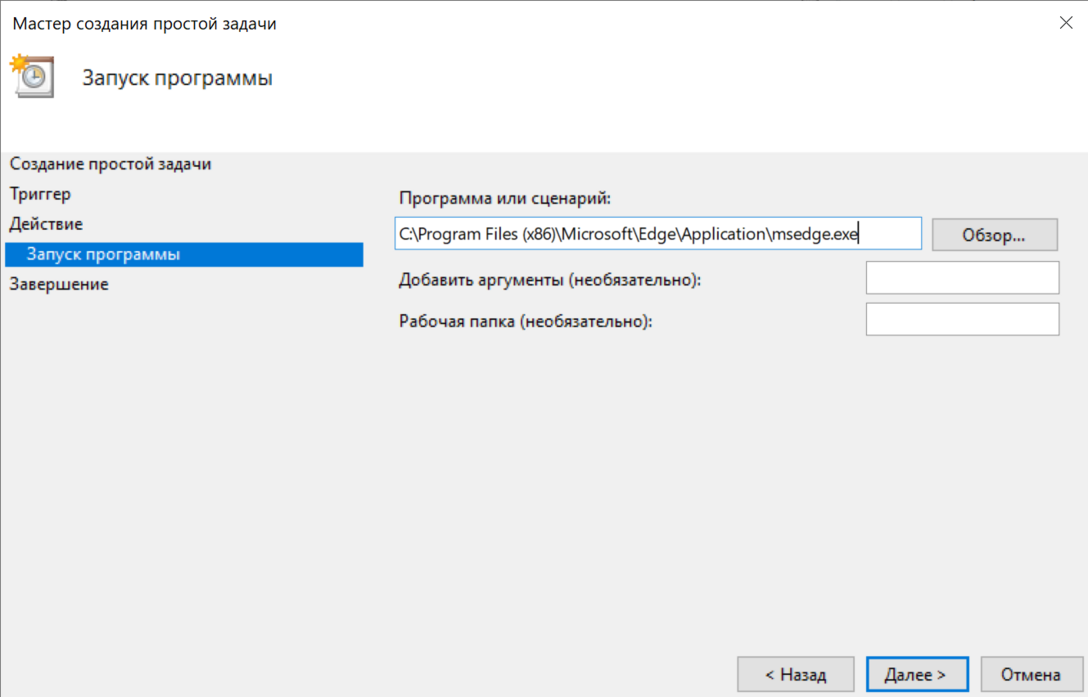 Мастер создания простой задачи
Запуск программы
Создание простой задачи
Триггер
Действие
Запуск программы
Завершение
Программа или сценарий:
C:\Program Files (x86)\Microsoft\Edge\Application\msedge.exe
Обзор...
Добавить аргументы (необязательно):
Рабочая папка (необязательно):
< Назад
Далее >
Отмена